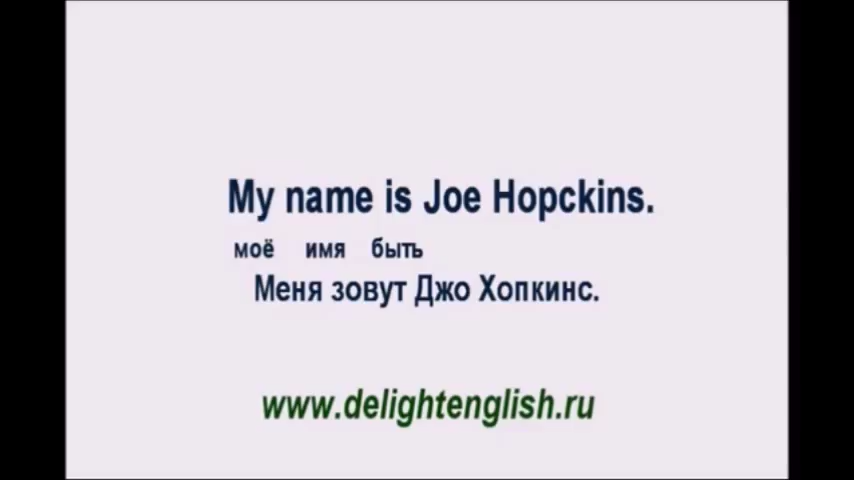 My name is Joe Hopckins.
моё имя быть
Меня зовут Джо Хопкинс.
www.delightenglish.ru